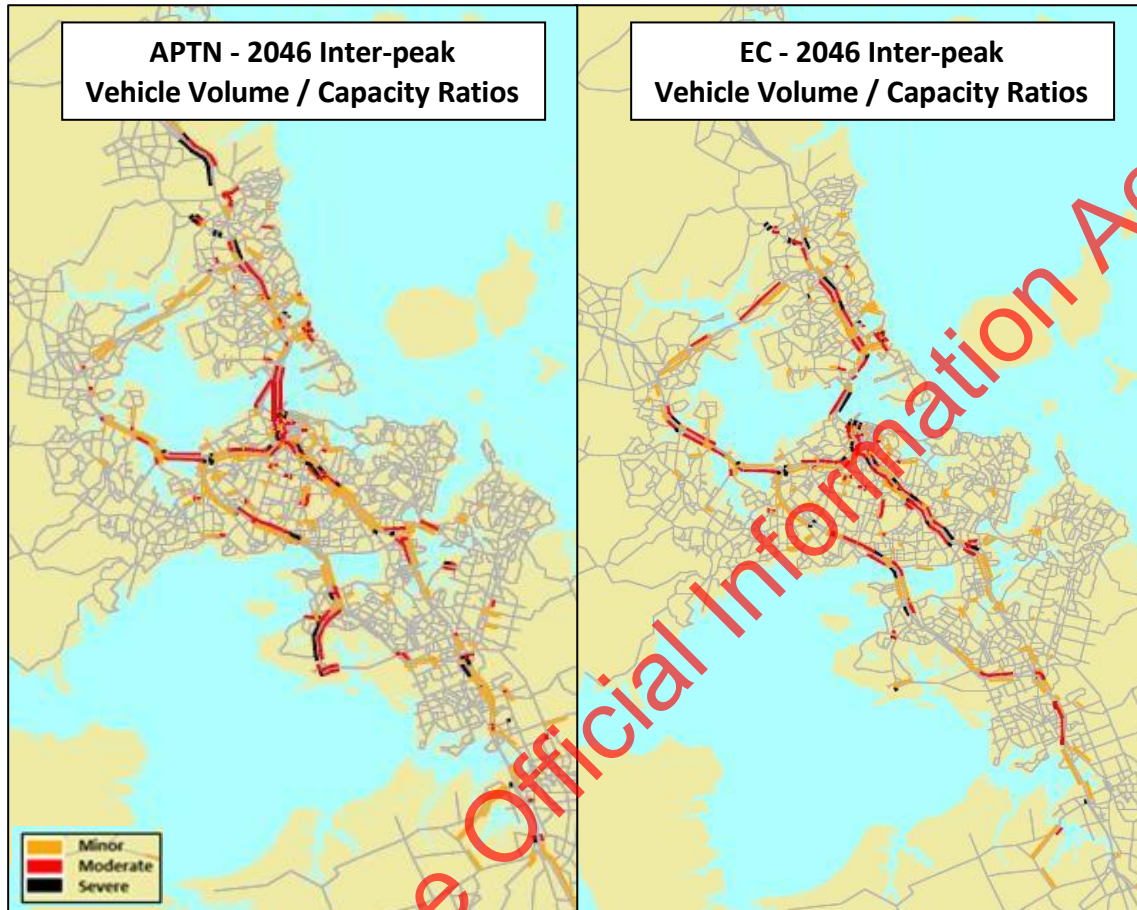 APTN - 2046 Inter-peak
Vehicle Volume / Capacity Ratios
EC - 2046 Inter-peak
Vehicle Volume / Capacity Ratios
Minor
Moderate
Severe
e Official Information Ac